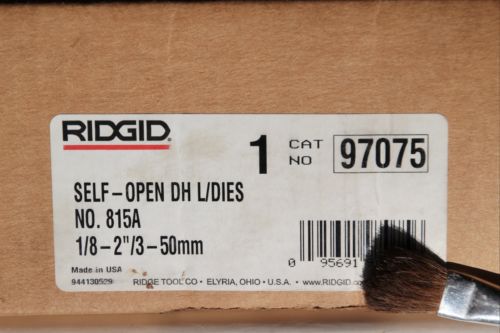 RIDGID
1
CAT NO
97075
SELF-OPEN DH L/DIES
NO. 815A
1/8-2"/3-50mm
Made in USA
944130529
0 95691
RIDGE TOOL CO • ELYRIA, OHIO • U.S.A. • www.RIDGID.